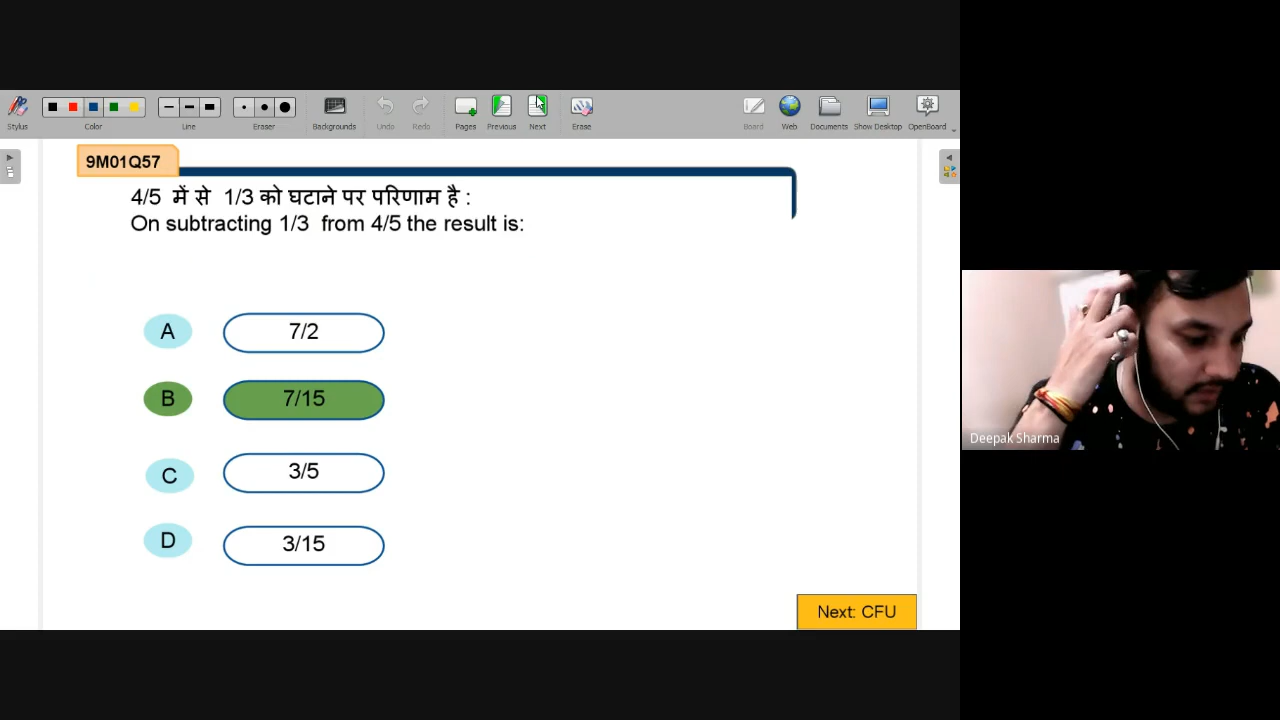 Stylus
Color
Line
Eraser
Backgrounds
Undo
Redo
Pages
Previous
Next
Erase
Board
Web
Documents
Show Desktop
OpenBoard
9M01Q57
4/5 में से 1/3 को घटाने पर परिणाम है :
On subtracting 1/3 from 4/5 the result is:
A 7/2
B 7/15
C 3/5
D 3/15
Deepak Sharma
Next: CFU